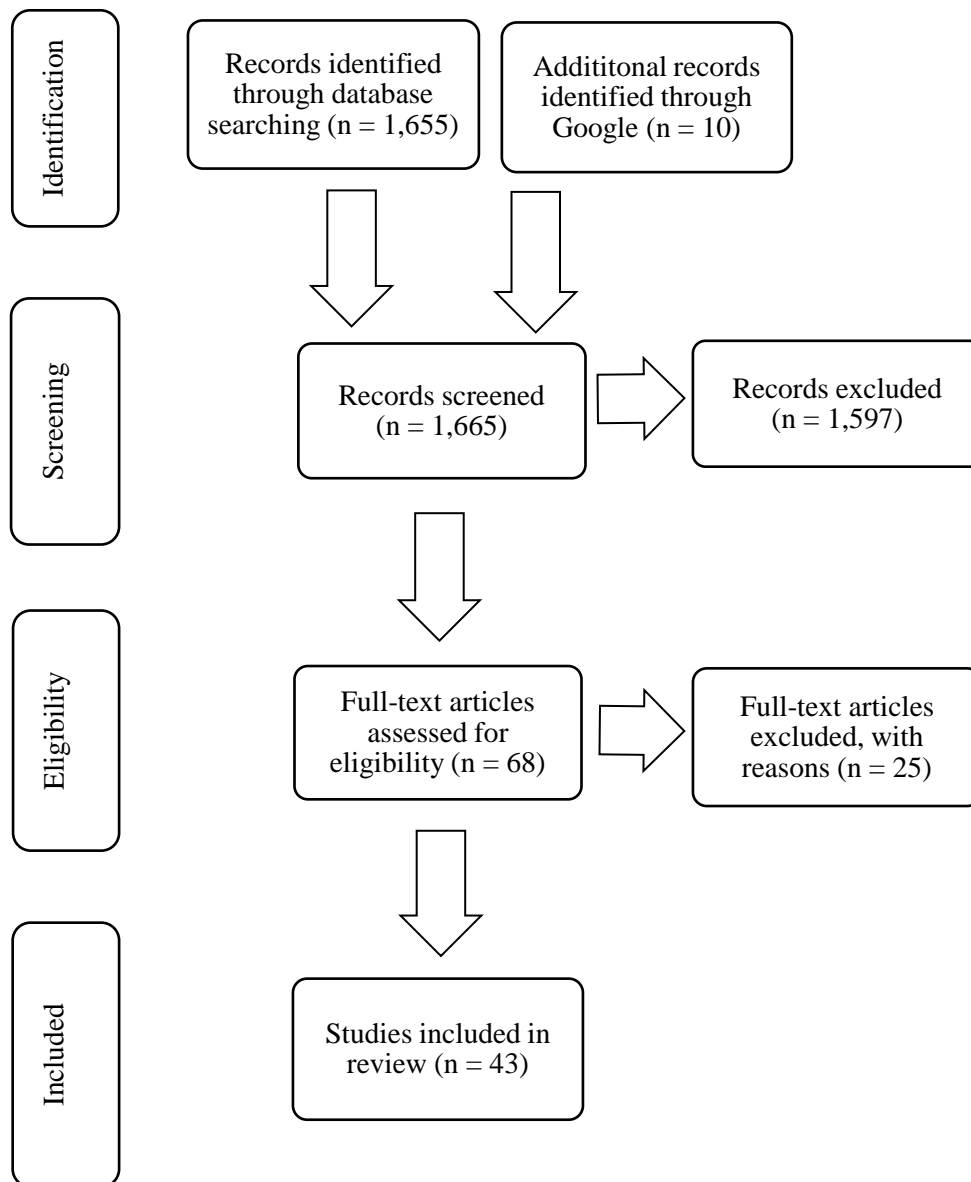 Identification
Records identified
through database
searching (n = 1,655)
Addititonal records
identified through
Google (n = 10)
Screening
Records screened
(n = 1,665)
Records excluded
(n = 1,597)
Eligibility
Full-text articles
assessed for
eligibility (n = 68)
Full-text articles
excluded, with
reasons (n = 25)
Included
Studies included in
review (n = 43)